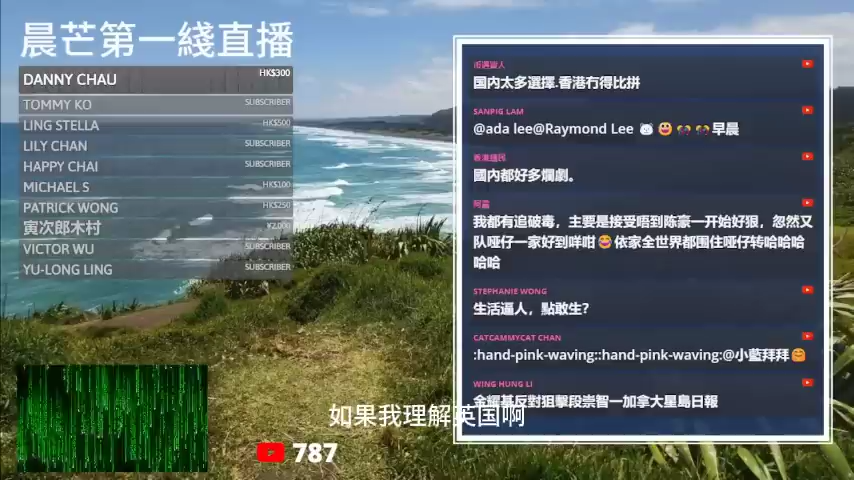 晨芒第一綫直播
DANNY CHAU HK$300
TOMMY KO SUBSCRIBER
LING STELLA HK$500
LILY CHAN SUBSCRIBER
HAPPY CHAI SUBSCRIBER
MICHAEL S HK$100
PATRICK WONG HK$250
寅次郎木村 ¥2,000
VICTOR WU SUBSCRIBER
YU-LONG LING SUBSCRIBER
国内太多選擇.香港冇得比拼
SANPIG LAM
@ada lee@Raymond Lee 早晨
國內都好多爛劇。
我都有追破毒，主要是接受唔到陈豪一开始好狠，忽然又
队哑仔一家好到咩咁😆依家全世界都围住哑仔转哈哈哈
哈哈
STEPHANIE WONG
生活逼人，點敢生?
CATCAMMYCAT CHAN
:hand-pink-waving::hand-pink-waving:@小藍拜拜🤗
WING HUNG LI
金耀基反對狙擊段崇智一加拿大星島日報
如果我理解英国啊
787